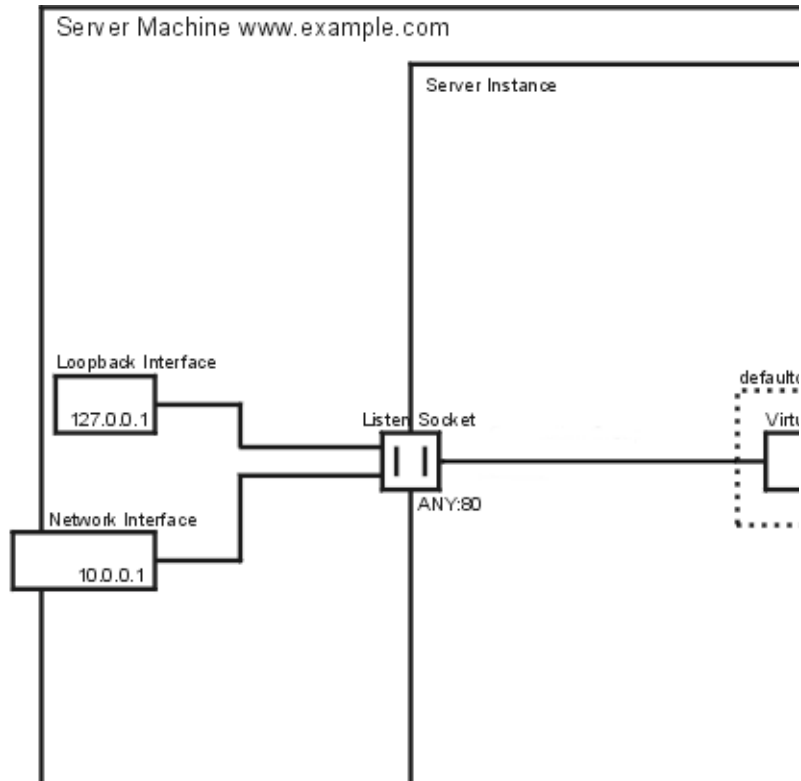 Server Machine www.example.com
Server Instance
Loopback Interface
127.0.0.1
Listen Socket
ANY:80
Network Interface
10.0.0.1